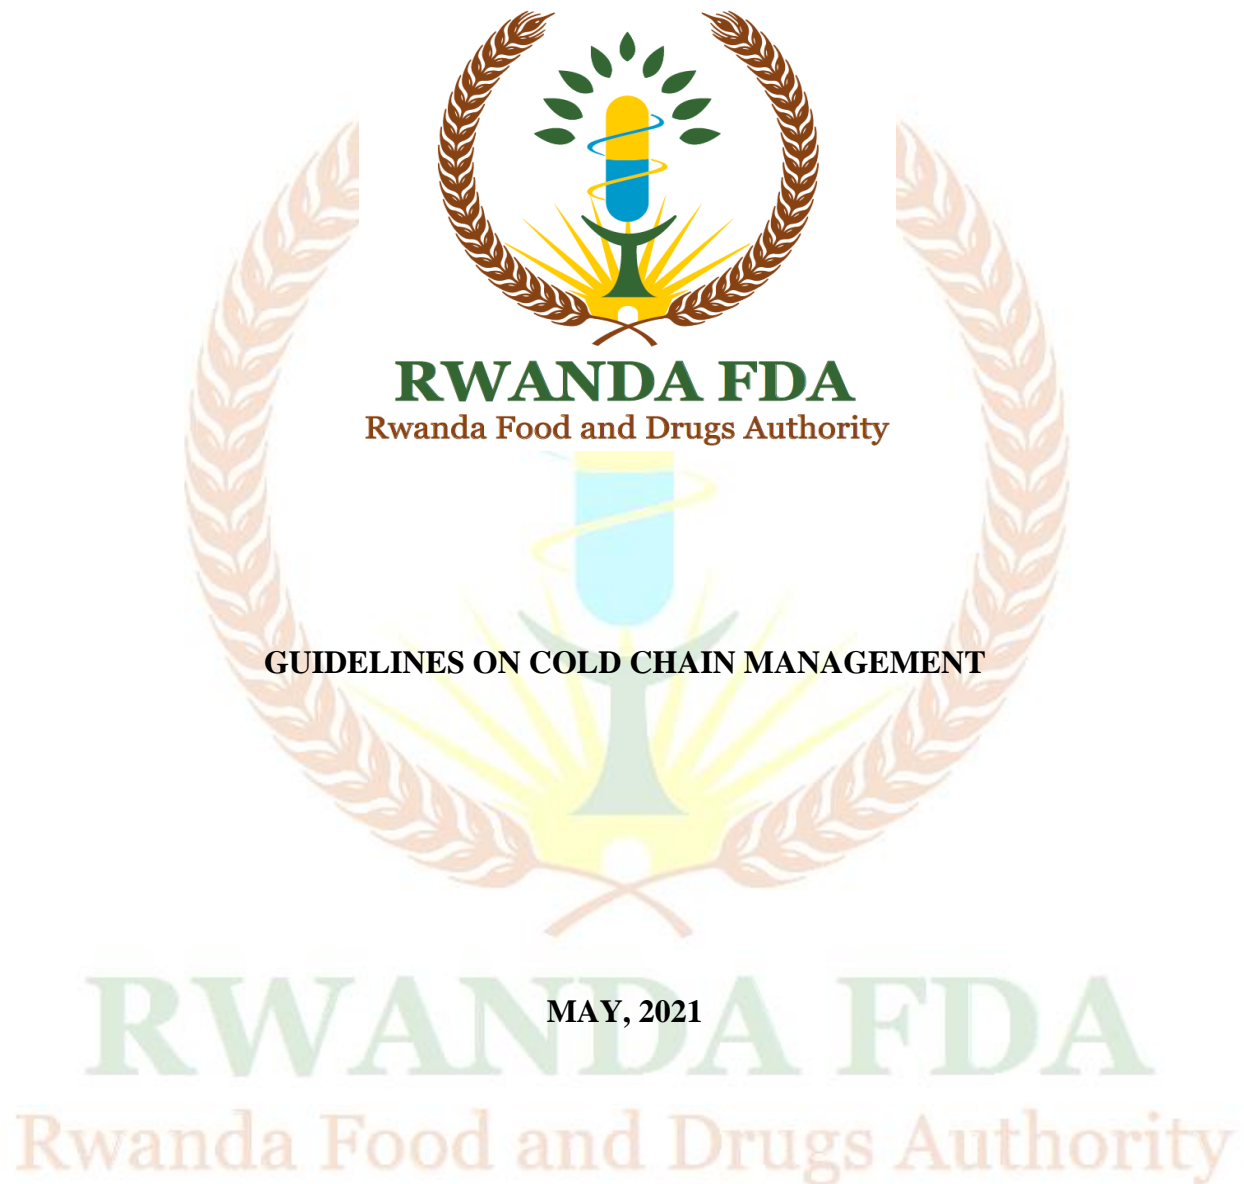 RWANDA FDA
Rwanda Food and Drugs Authority
GUIDELINES ON COLD CHAIN MANAGEMENT
MAY, 2021
RWANDA FDA
Rwanda Food and Drugs Authority